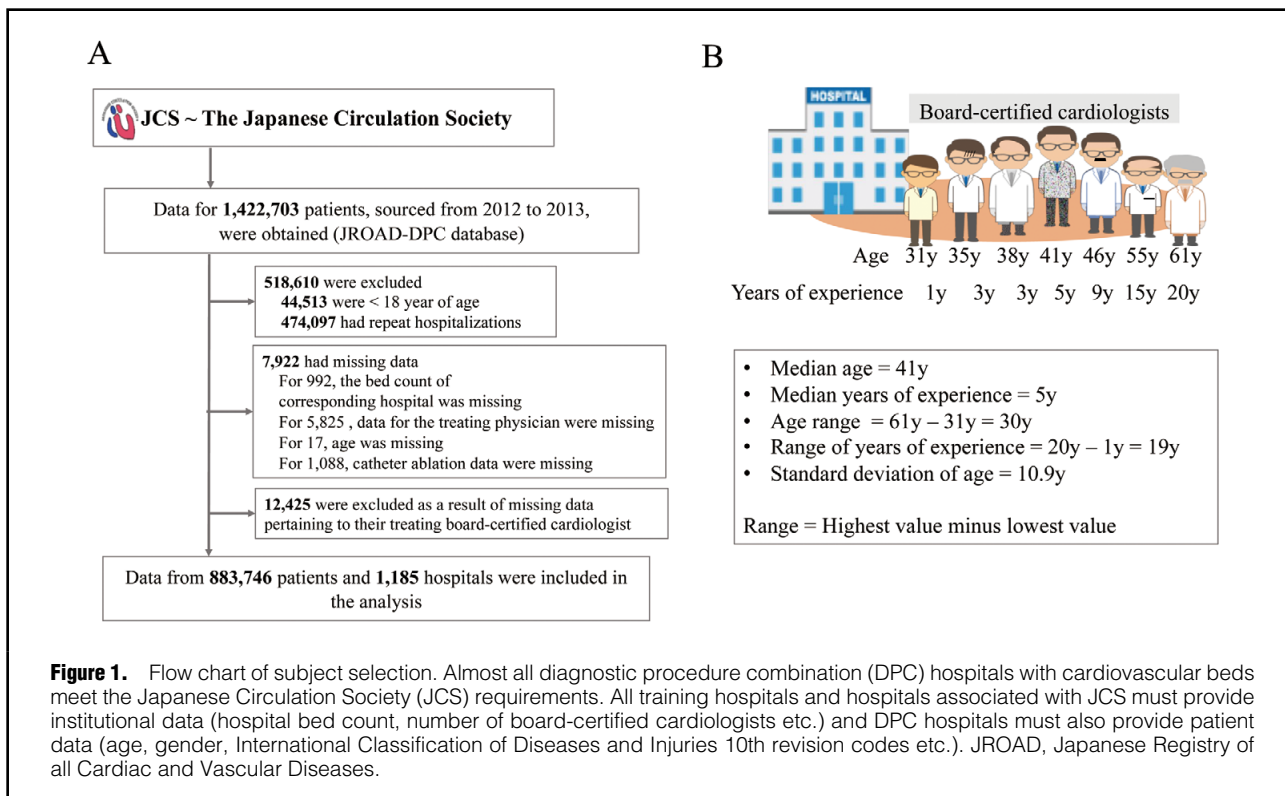 A
JCS ~ The Japanese Circulation Society
Data for 1,422,703 patients, sourced from 2012 to 2013,
were obtained (JROAD-DPC database)
518,610 were excluded
44,513 were < 18 year of age
474,097 had repeat hospitalizations
7,922 had missing data
For 992, the bed count of
corresponding hospital was missing
For 5,825 , data for the treating physician were missing
For 17, age was missing
For 1,088, catheter ablation data were missing
12,425 were excluded as a result of missing data
pertaining to their treating board-certified cardiologist
Data from 883,746 patients and 1,185 hospitals were included in
the analysis
B
HOSPITAL
Board-certified cardiologists
Age 31y 35y 38y 41y 46y 55y 61y
Years of experience 1y 3y 3y 5y 9y 15y 20y
• Median age = 41y
• Median years of experience = 5y
• Age range = 61y – 31y = 30y
• Range of years of experience = 20y – 1y = 19y
• Standard deviation of age = 10.9y
Range = Highest value minus lowest value
Figure 1. Flow chart of subject selection. Almost all diagnostic procedure combination (DPC) hospitals with cardiovascular beds
meet the Japanese Circulation Society (JCS) requirements. All training hospitals and hospitals associated with JCS must provide
institutional data (hospital bed count, number of board-certified cardiologists etc.) and DPC hospitals must also provide patient
data (age, gender, International Classification of Diseases and Injuries 10th revision codes etc.). JROAD, Japanese Registry of
all Cardiac and Vascular Diseases.